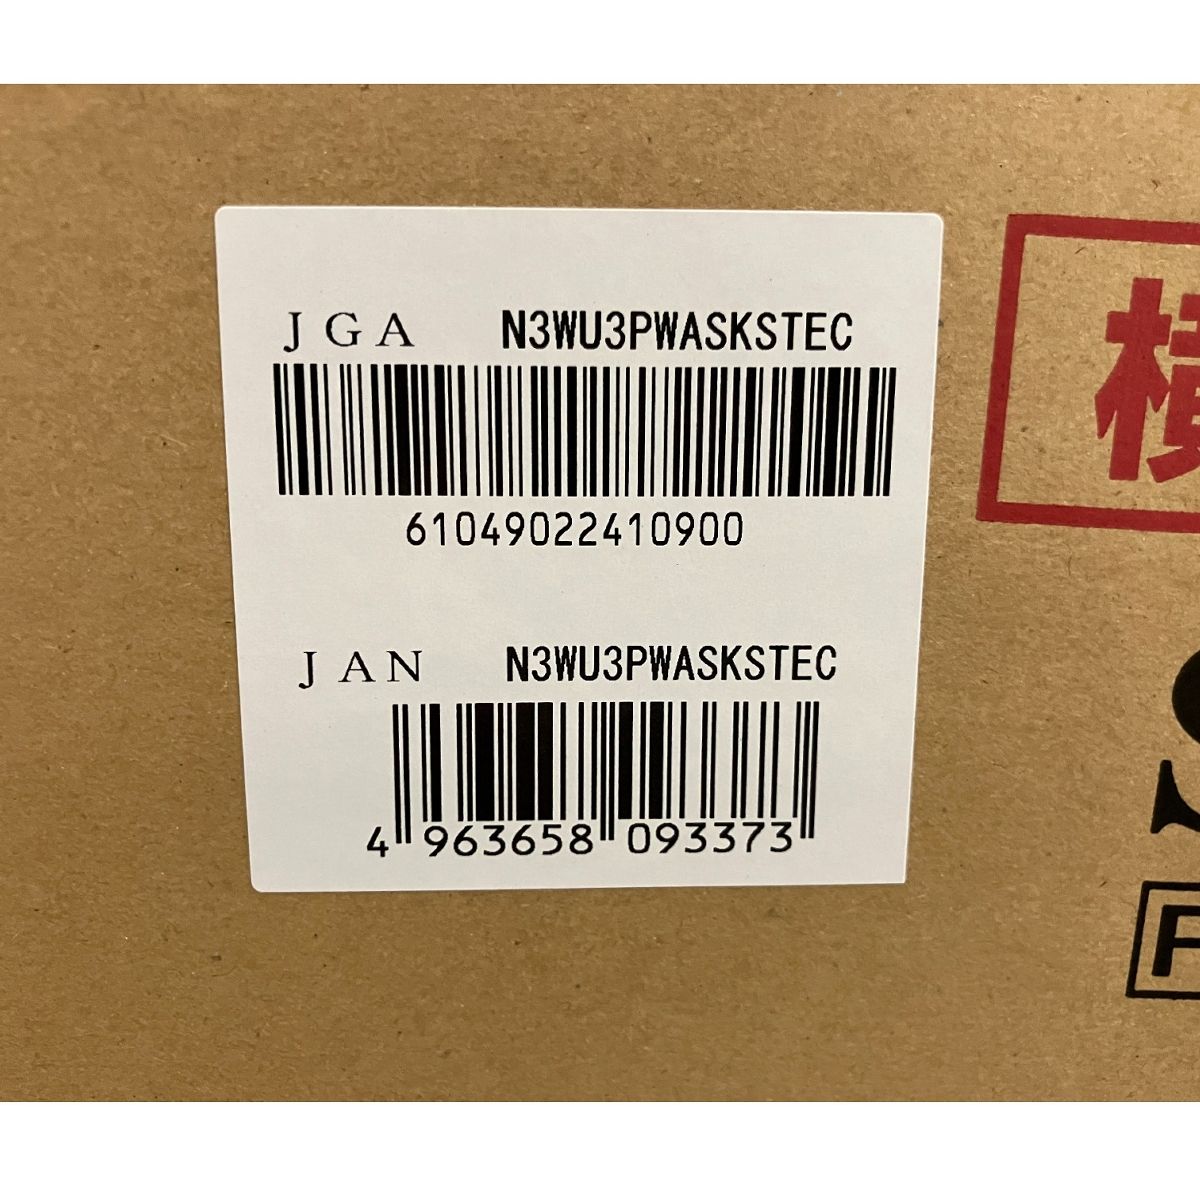 JGA N3WU3PWASKSTEC
61049022410900
JAN N3WU3PWASKSTEC
4 963658 093373